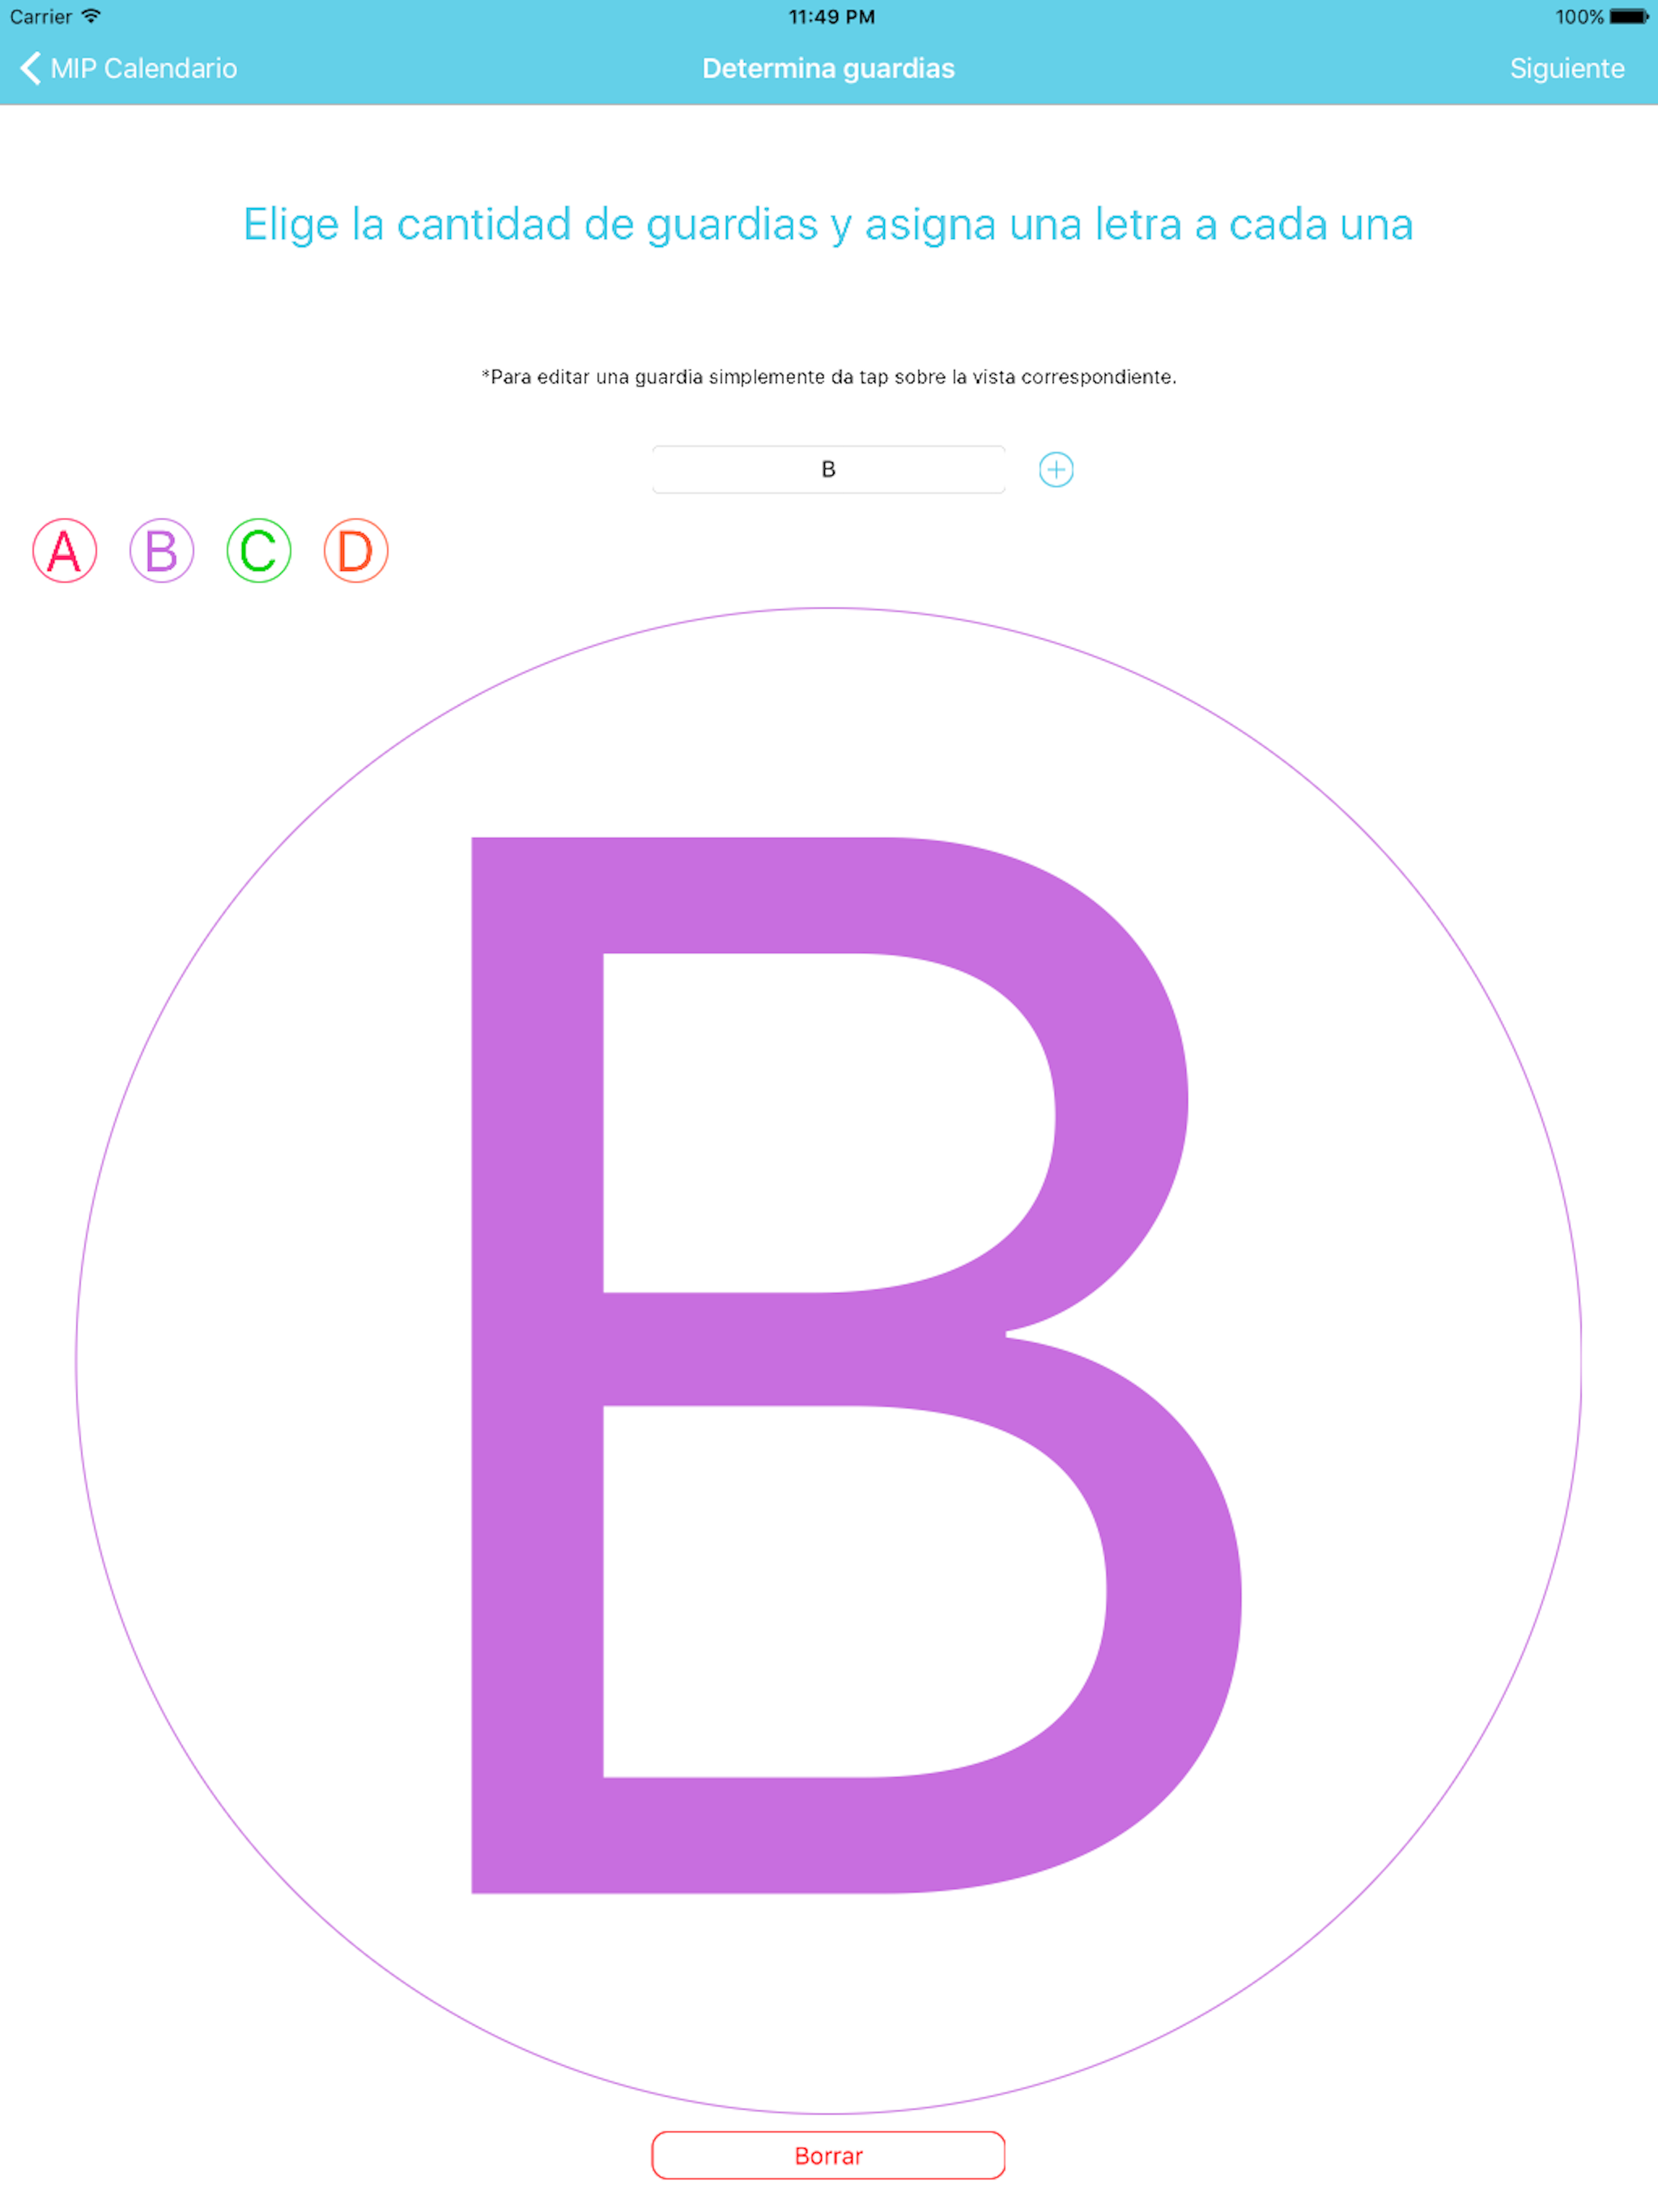 Carrier 11:49 PM 100%
MIP Calendario Determina guardias Siguiente
Elige la cantidad de guardias y asigna una letra a cada una
*Para editar una guardia simplemente da tap sobre la vista correspondiente.
B
A B C D
B
Borrar